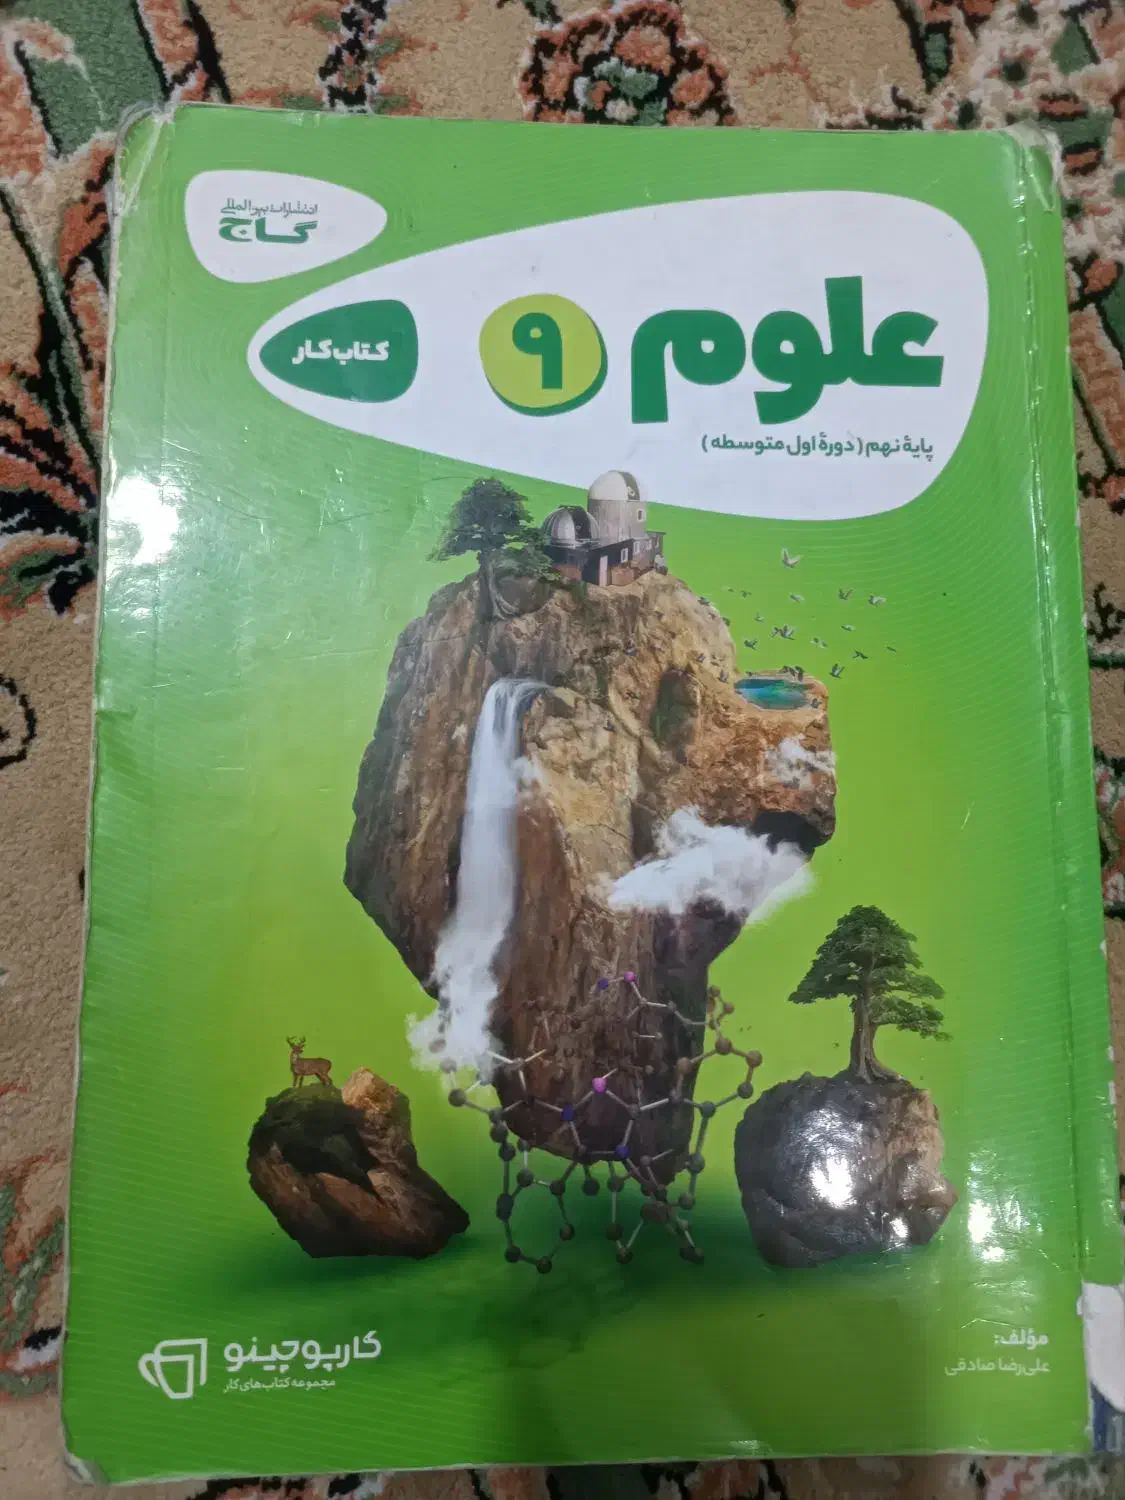 انتشارات بین‌المللی
گاج
علوم ۹
کتاب کار
پایهٔ نهم (دورهٔ اول متوسطه)
کارپوچینو
مجموعه کتاب‌های کار
مؤلف:
علی‌رضا صادقی